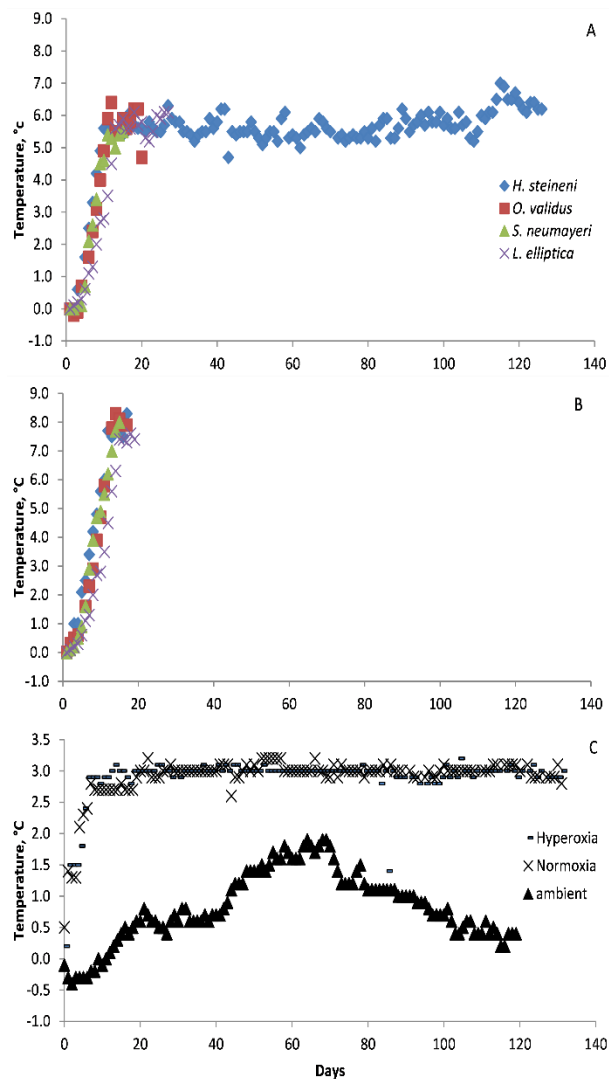 A
Temperature, °c
8.0
7.0
6.0
5.0
4.0
3.0
2.0
1.0
0.0
-1.0
H. steineni
O. validus
S. neumayeri
L. elliptica
0 20 40 60 80 100 120 140
B
Temperature, °C
9.0
8.0
7.0
6.0
5.0
4.0
3.0
2.0
1.0
0.0
-1.0
0 20 40 60 80 100 120 140
C
Temperature, °C
3.5
3.0
2.5
2.0
1.5
1.0
0.5
0.0
-0.5
-1.0
Hyperoxia
Normoxia
ambient
0 20 40 60 80 100 120 140
Days